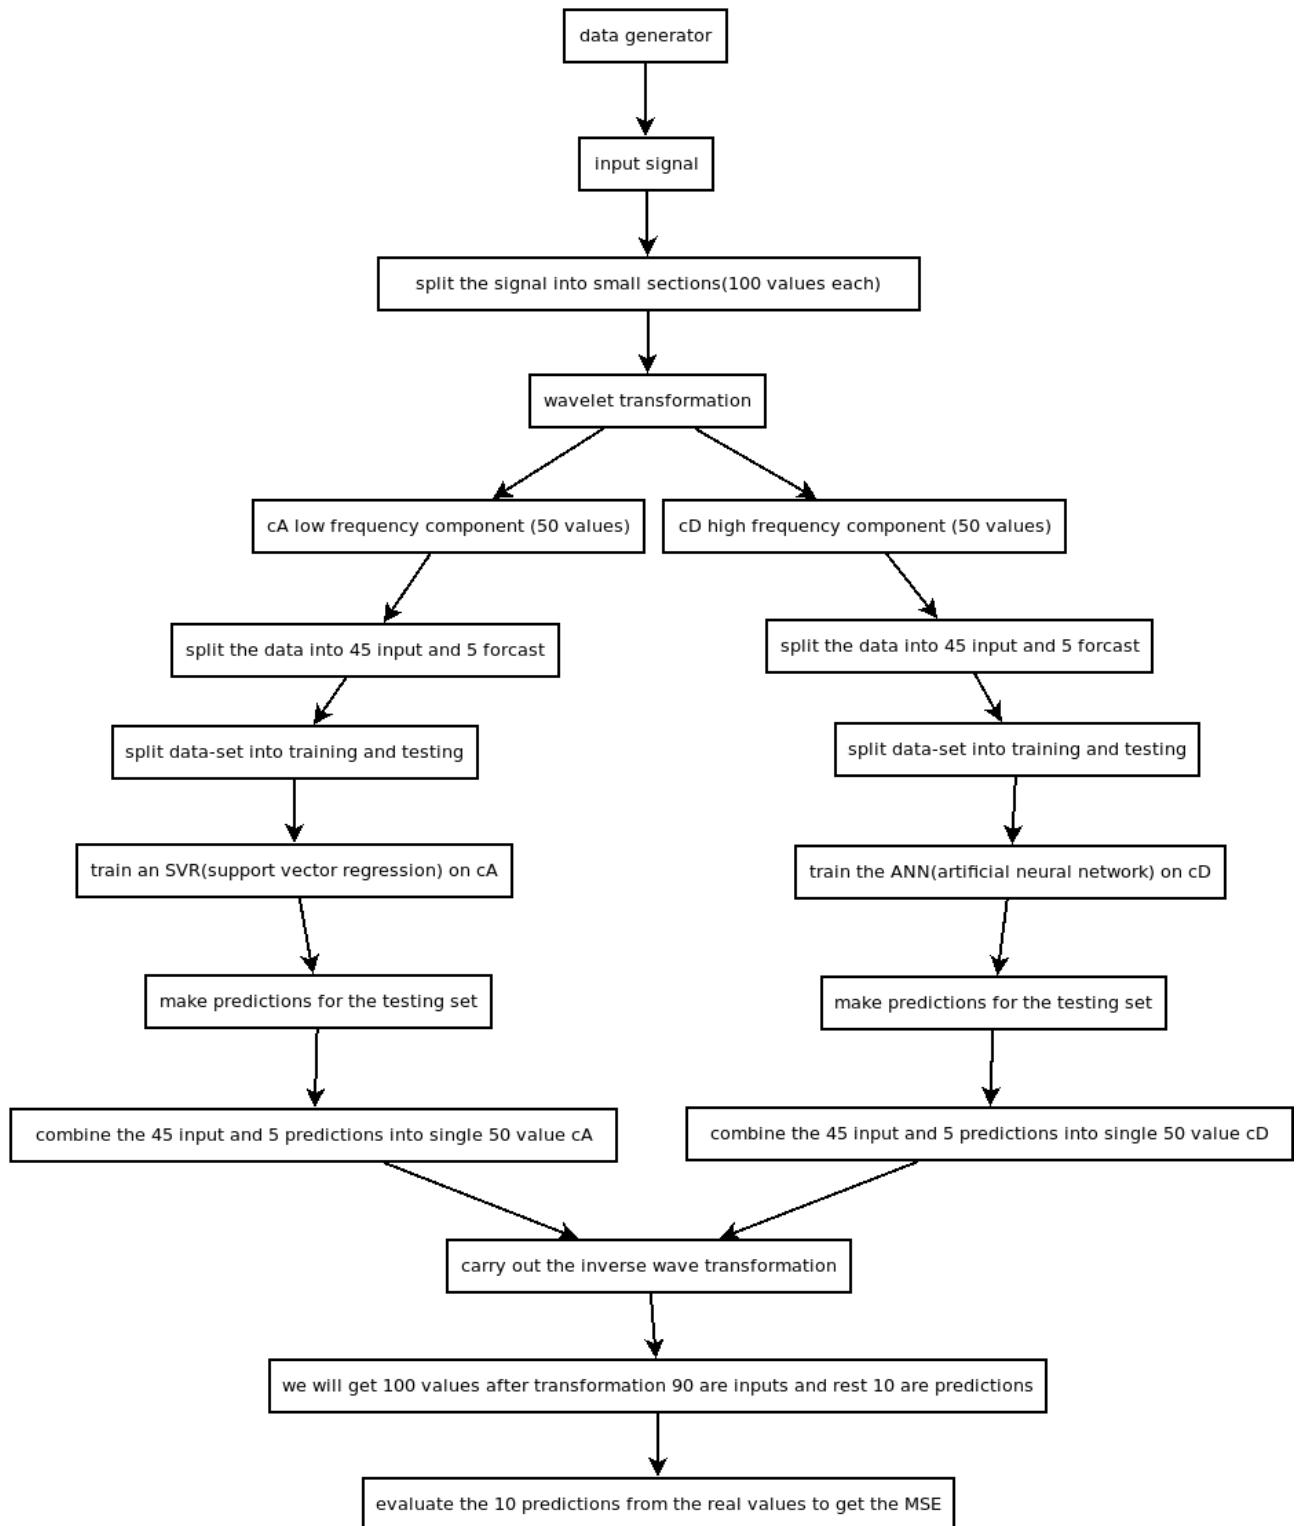 data generator
input signal
split the signal into small sections(100 values each)
wavelet transformation
cA low frequency component (50 values)
cD high frequency component (50 values)
split the data into 45 input and 5 forcast
split the data into 45 input and 5 forcast
split data-set into training and testing
split data-set into training and testing
train an SVR(support vector regression) on cA
train the ANN(artificial neural network) on cD
make predictions for the testing set
make predictions for the testing set
combine the 45 input and 5 predictions into single 50 value cA
combine the 45 input and 5 predictions into single 50 value cD
carry out the inverse wave transformation
we will get 100 values after transformation 90 are inputs and rest 10 are predictions
evaluate the 10 predictions from the real values to get the MSE